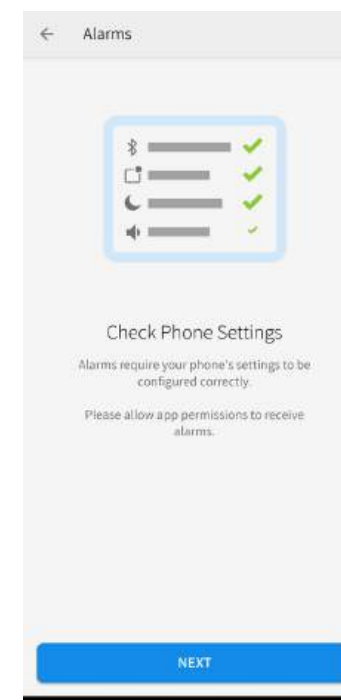 Alarms
Check Phone Settings
Alarms require your phone's settings to be
configured correctly.
Please allow app permissions to receive
alarms.
NEXT